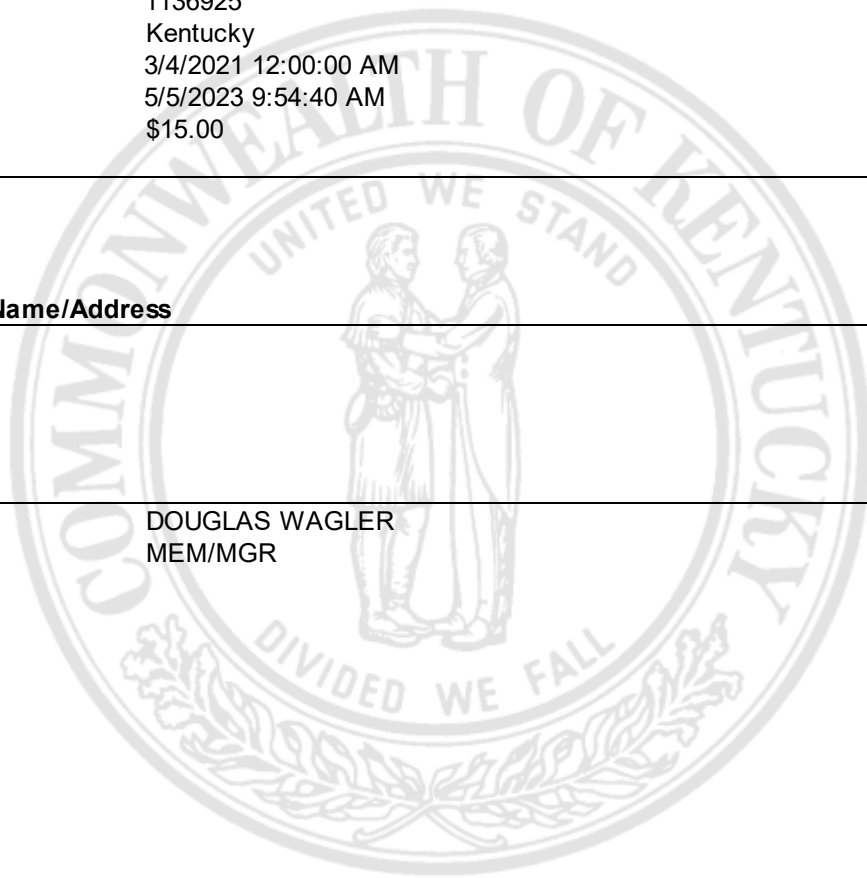 1136925
Kentucky
3/4/2021 12:00:00 AM
5/5/2023 9:54:40 AM
$15.00
COMMONWEALTH OF KENTUCKY
UNITED WE STAND
Name/Address
DOUGLAS WAGLER
MEM/MGR
DIVIDED WE FALL